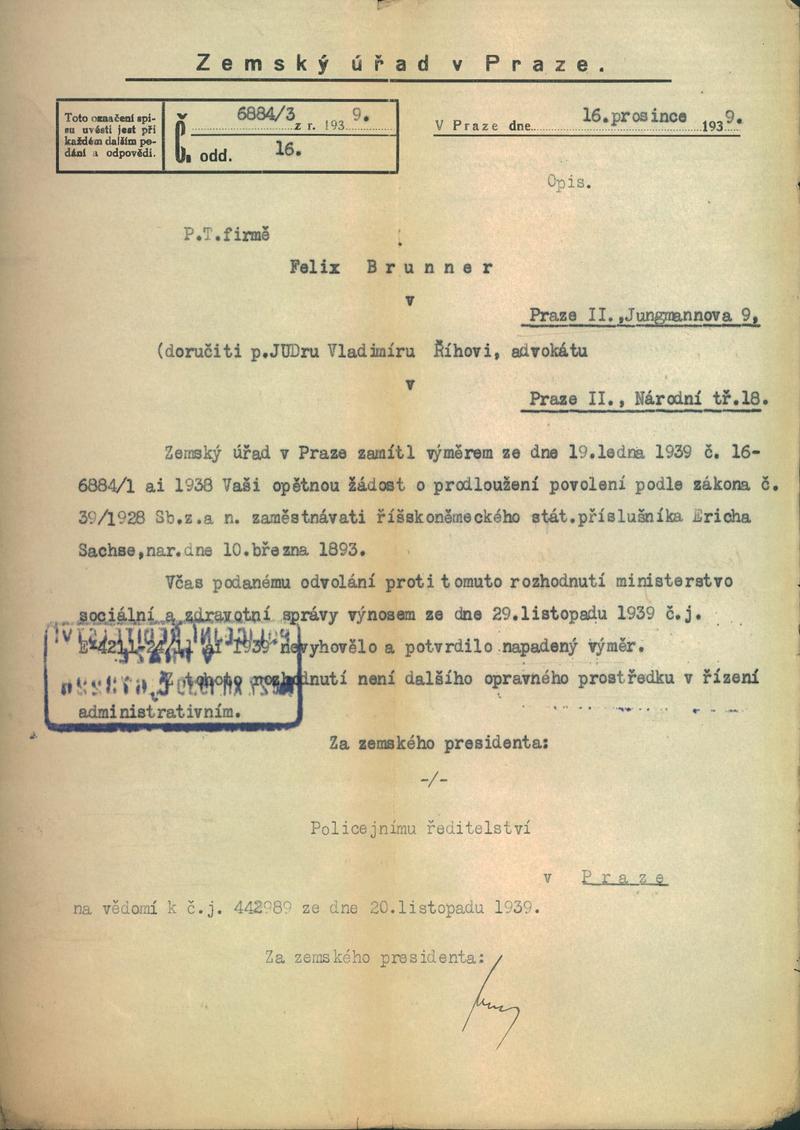 Zemský úřad v Praze.
Toto označení spi-
su uvésti jest při
každém dalším po-
dání a odpovědi.
Č. 6884/3 z r. 1939.
odd. 16.
V Praze dne 16.prosince 1939.
Opis.
P.T.firmě
Felix Brunner
v
Praze II.,Jungmannova 9,
(doručiti p.JUDru Vladimíru Říhovi, advokátu
v
Praze II., Národní tř.18.
Zemský úřad v Praze zamítl výměrem ze dne 19.ledna 1939 č. 16-
6884/1 ai 1938 Vaši opětnou žádost o prodloužení povolení podle zákona č.
39/1928 Sb.z.a n. zaměstnávati říšskoněmeckého stát.příslušníka Ericha
Sachse,nar.dne 10.března 1893.
Včas podanému odvolání proti tomuto rozhodnutí ministerstvo
sociální a zdravotní správy výnosem ze dne 29.listopadu 1939 č.j.
1939 nevyhovělo a potvrdilo napadený výměr.
Z tohoto rozhodnutí není dalšího opravného prostředku v řízení
administrativním.
Za zemského presidenta:
-/-
Policejnímu ředitelství
v Praze
na vědomí k č.j. 442989 ze dne 20.listopadu 1939.
Za zemského presidenta: